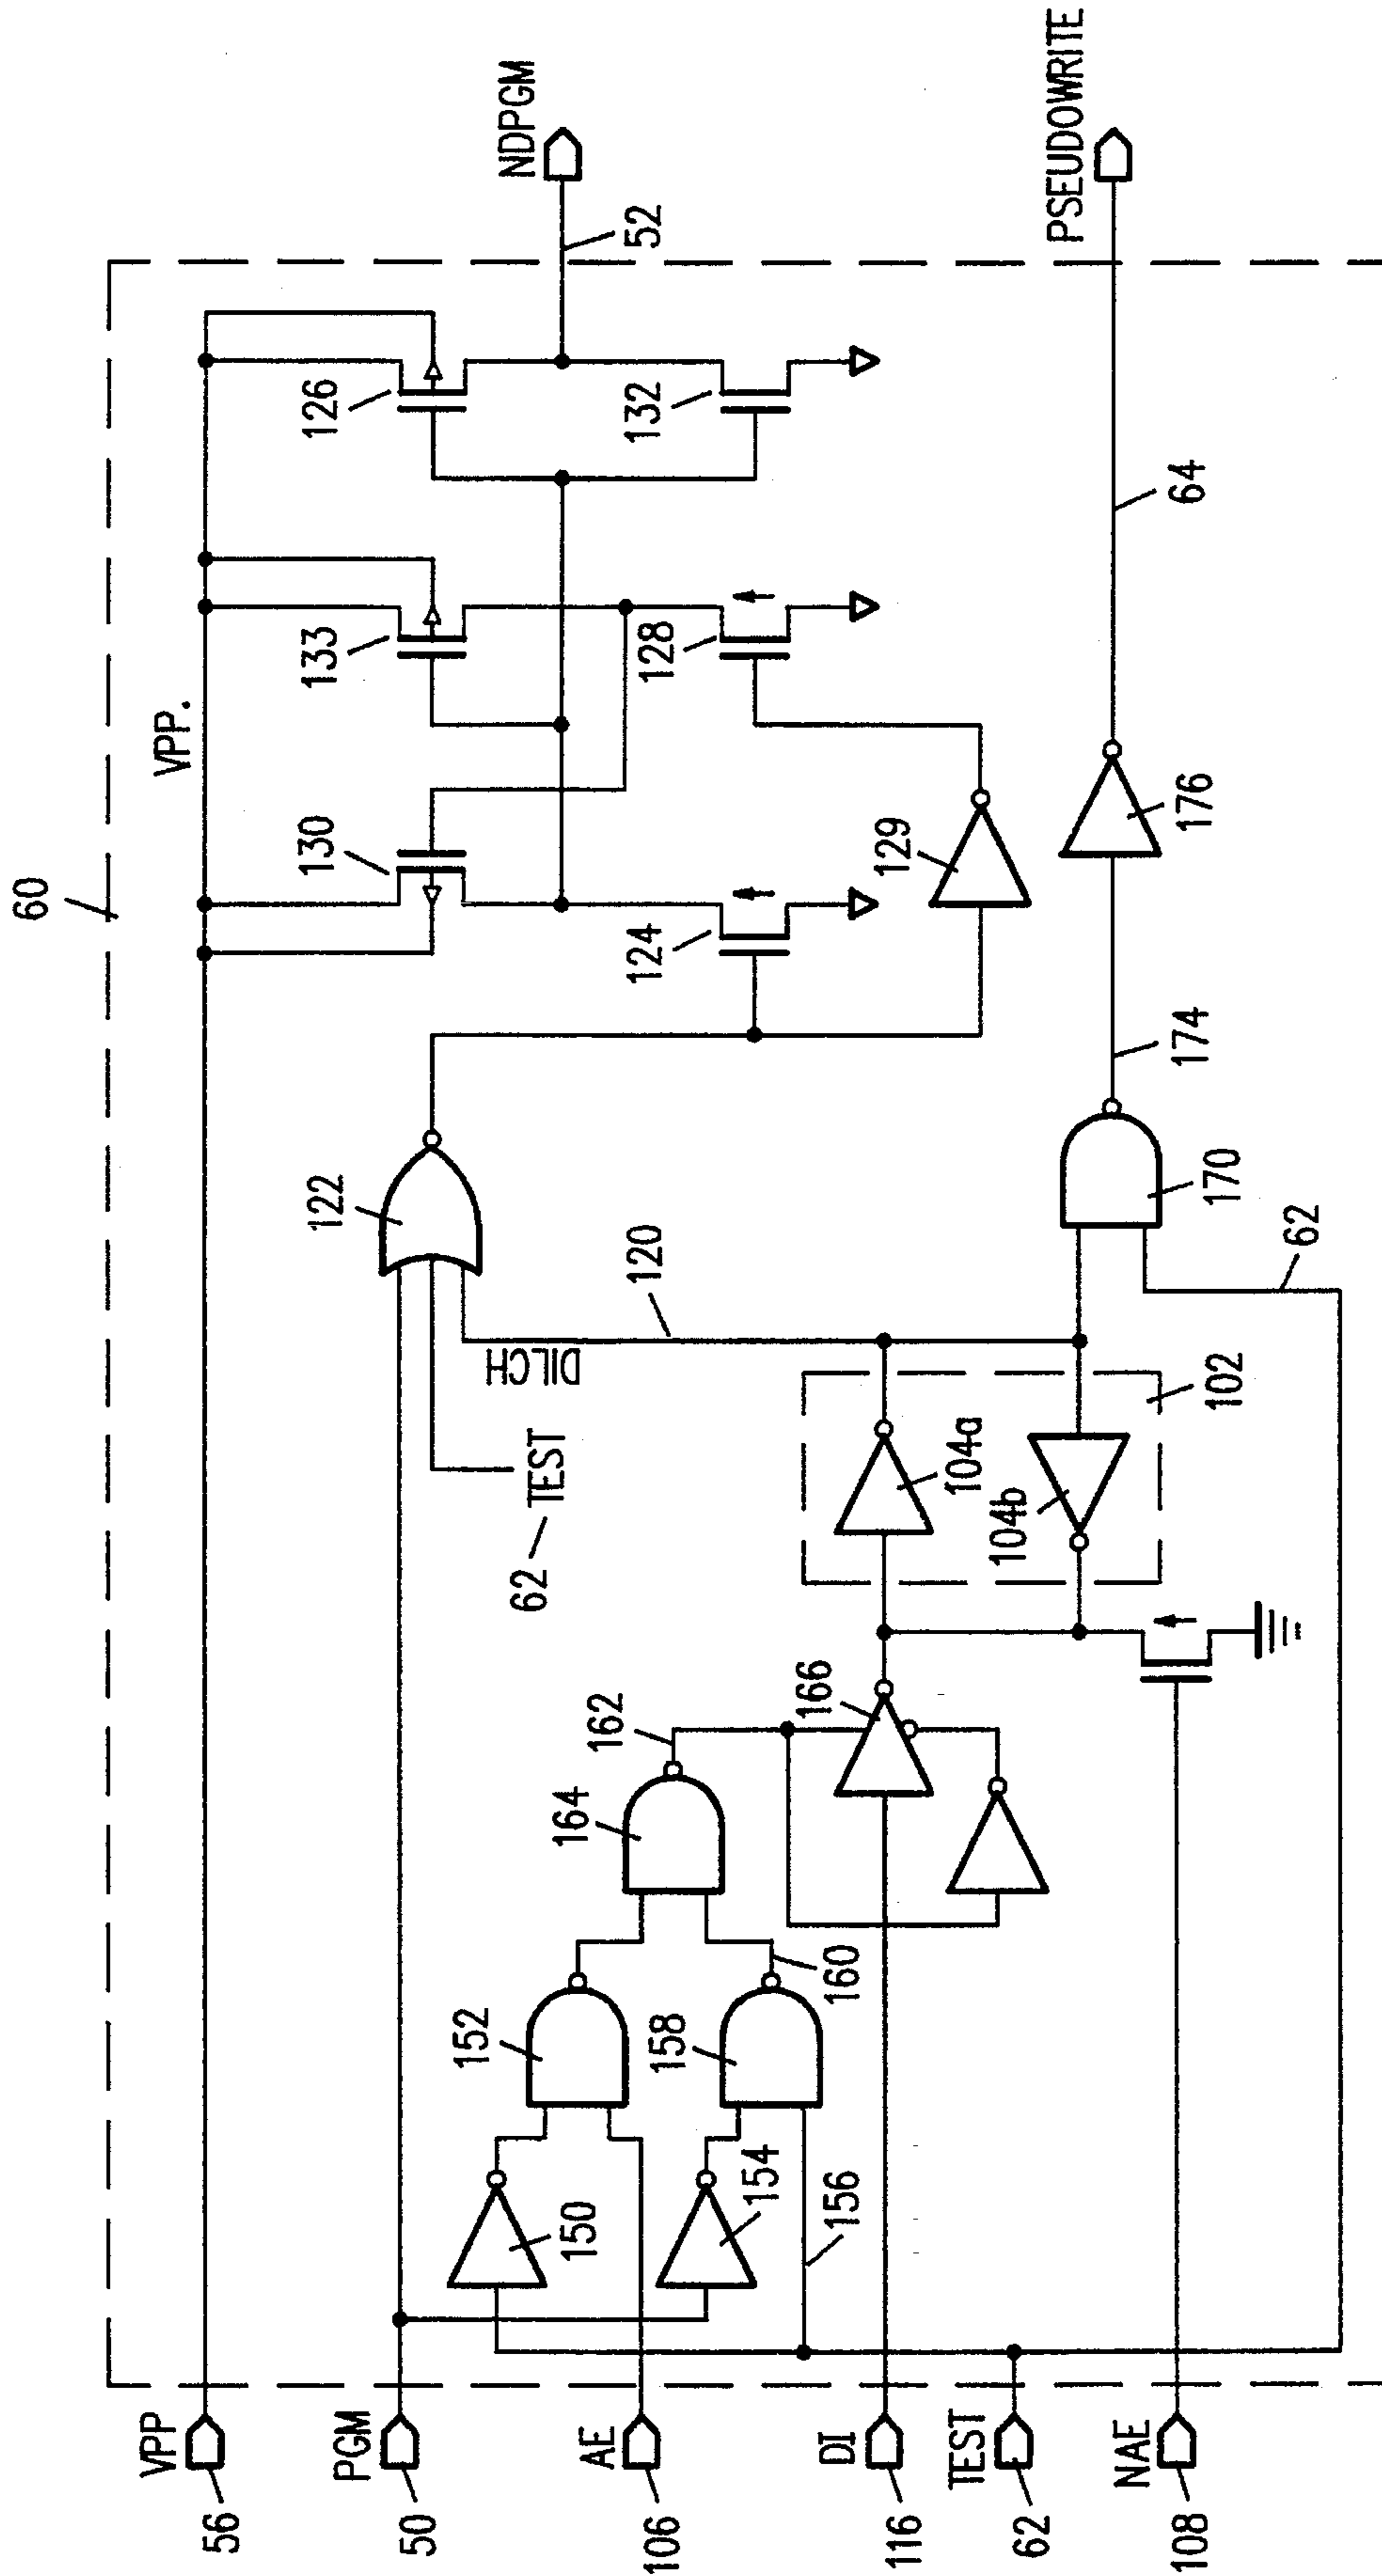 60
VPP
56
VPP.
130
133
126
NDPGM
52
132
128
124
129
PGM
50
122
120
DILCH
62 TEST
AE
106
150
152
154
156
158
160
162
164
166
DI
116
TEST
62
NAE
108
104a
104b
102
170
62
174
176
64
PSEUDOWRITE